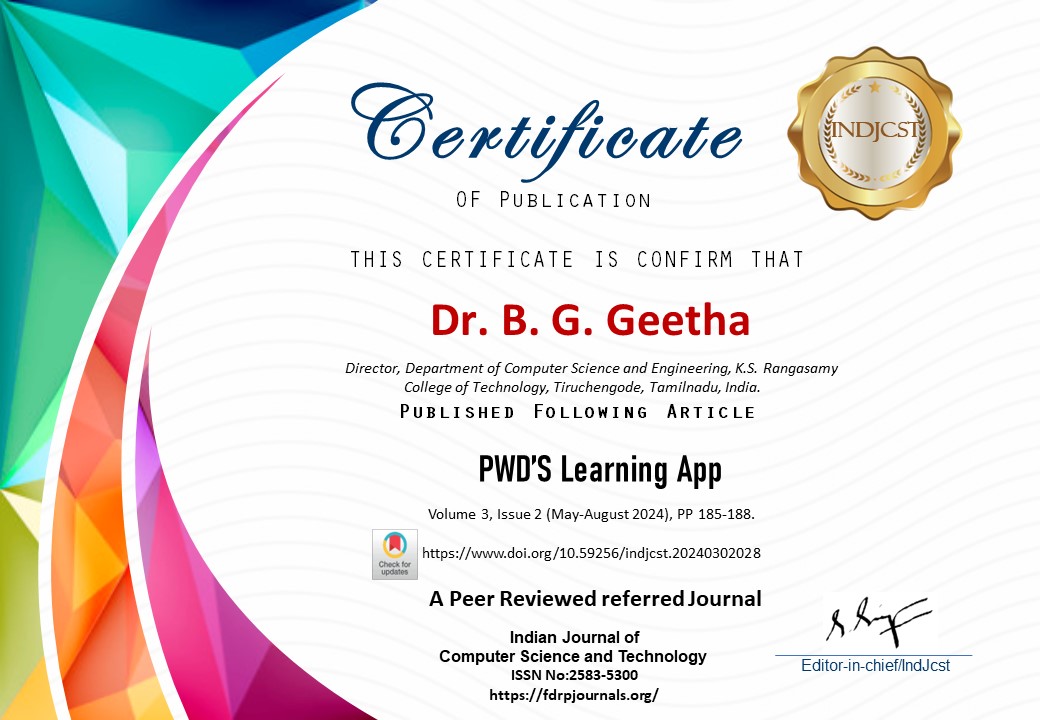 Certificate
OF PUBLICATION
INDJCST
THIS CERTIFICATE IS CONFIRM THAT
Dr. B. G. Geetha
Director, Department of Computer Science and Engineering, K.S. Rangasamy
College of Technology, Tiruchengode, Tamilnadu, India.
PUBLISHED FOLLOWING ARTICLE
PWD'S Learning App
Volume 3, Issue 2 (May-August 2024), PP 185-188.
Check for
updates
https://www.doi.org/10.59256/indjcst.20240302028
A Peer Reviewed referred Journal
Indian Journal of
Computer Science and Technology
ISSN No:2583-5300
https://fdrpjournals.org/
Editor-in-chief/IndJcst